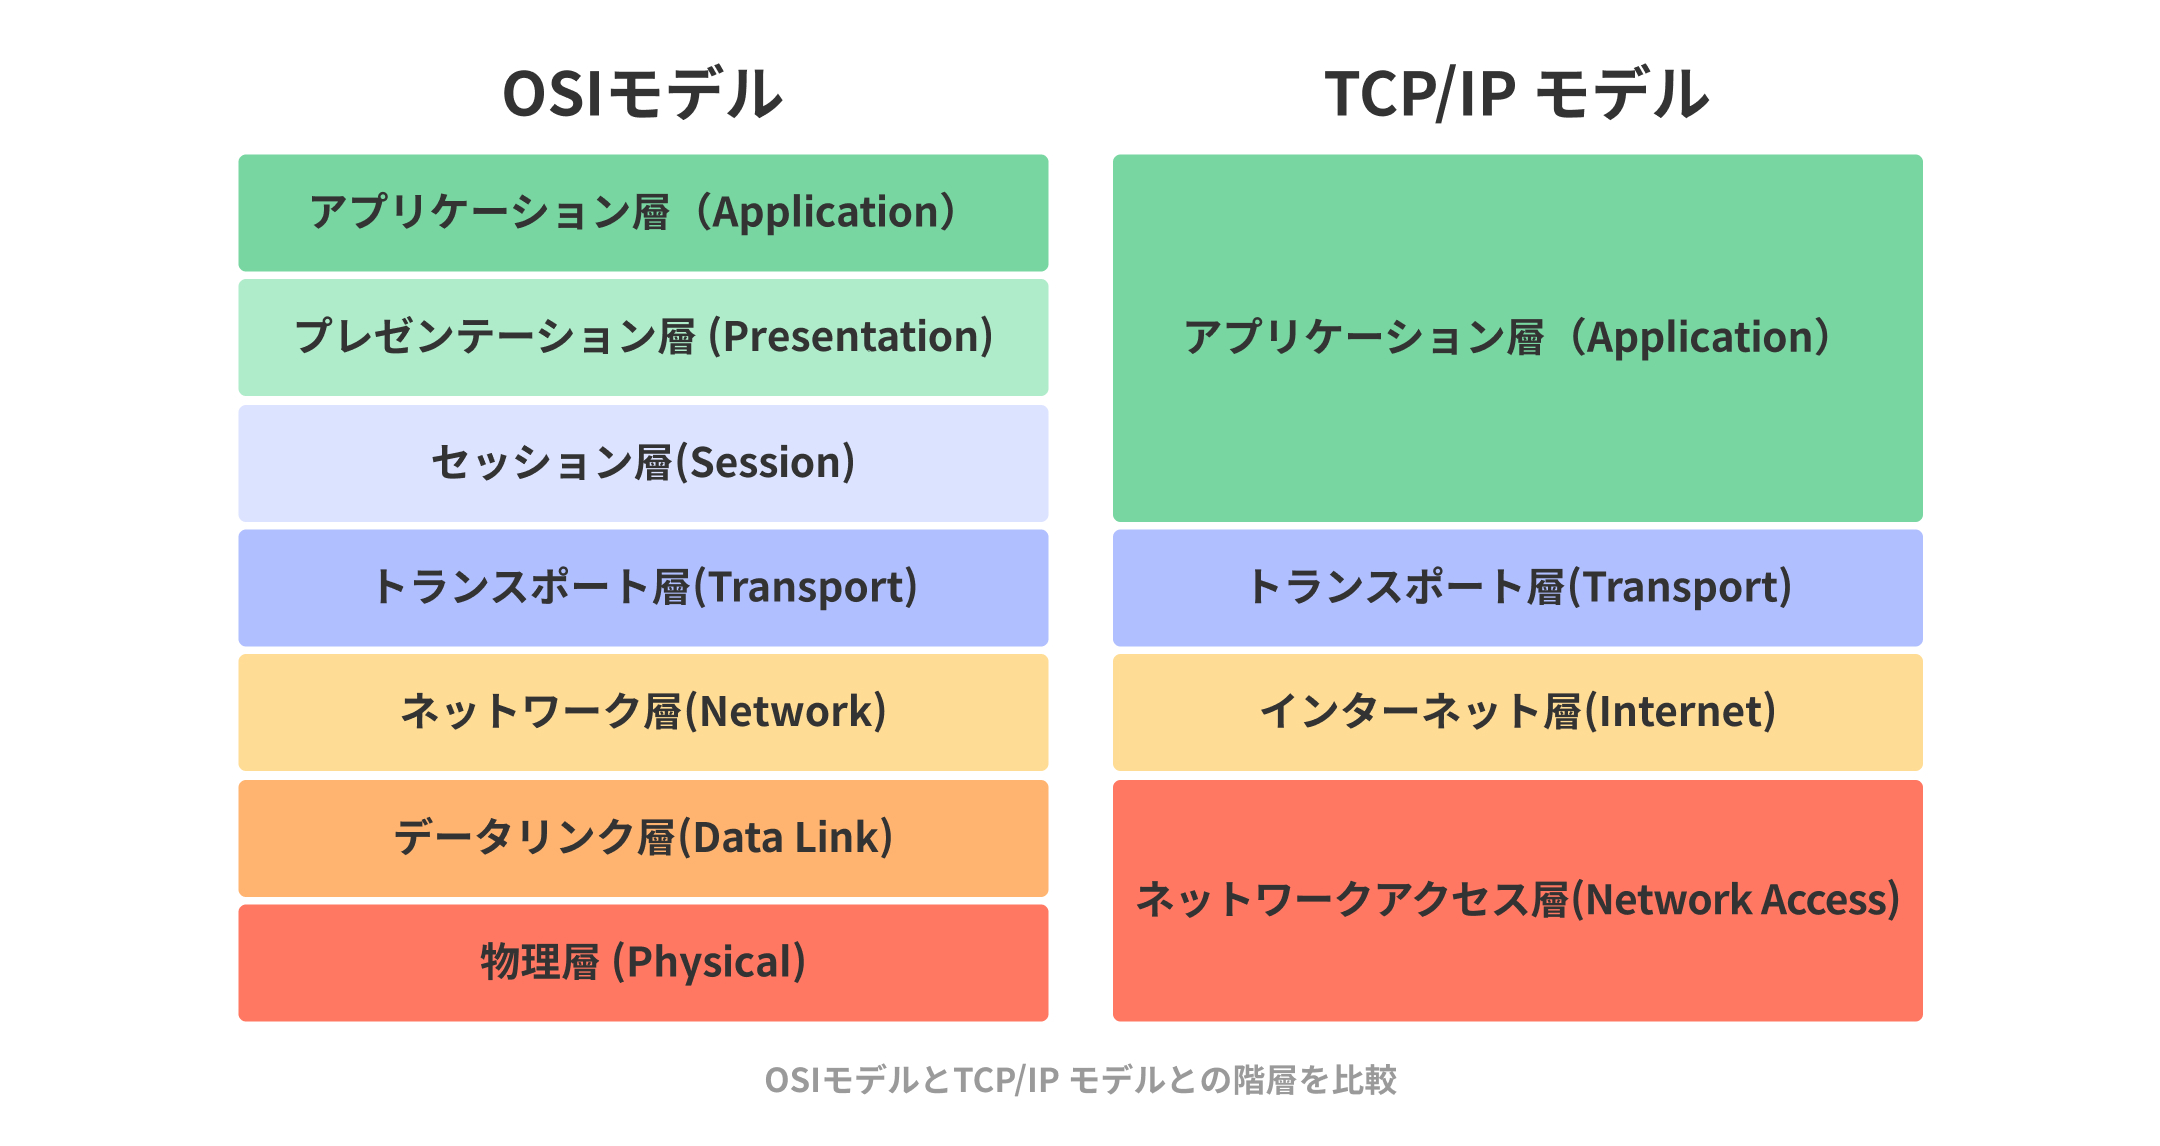 OSIモデル
アプリケーション層（Application）
プレゼンテーション層 (Presentation)
セッション層(Session)
トランスポート層(Transport)
ネットワーク層(Network)
データリンク層(Data Link)
物理層 (Physical)
TCP/IP モデル
アプリケーション層（Application）
トランスポート層(Transport)
インターネット層(Internet)
ネットワークアクセス層(Network Access)
OSIモデルとTCP/IP モデルとの階層を比較